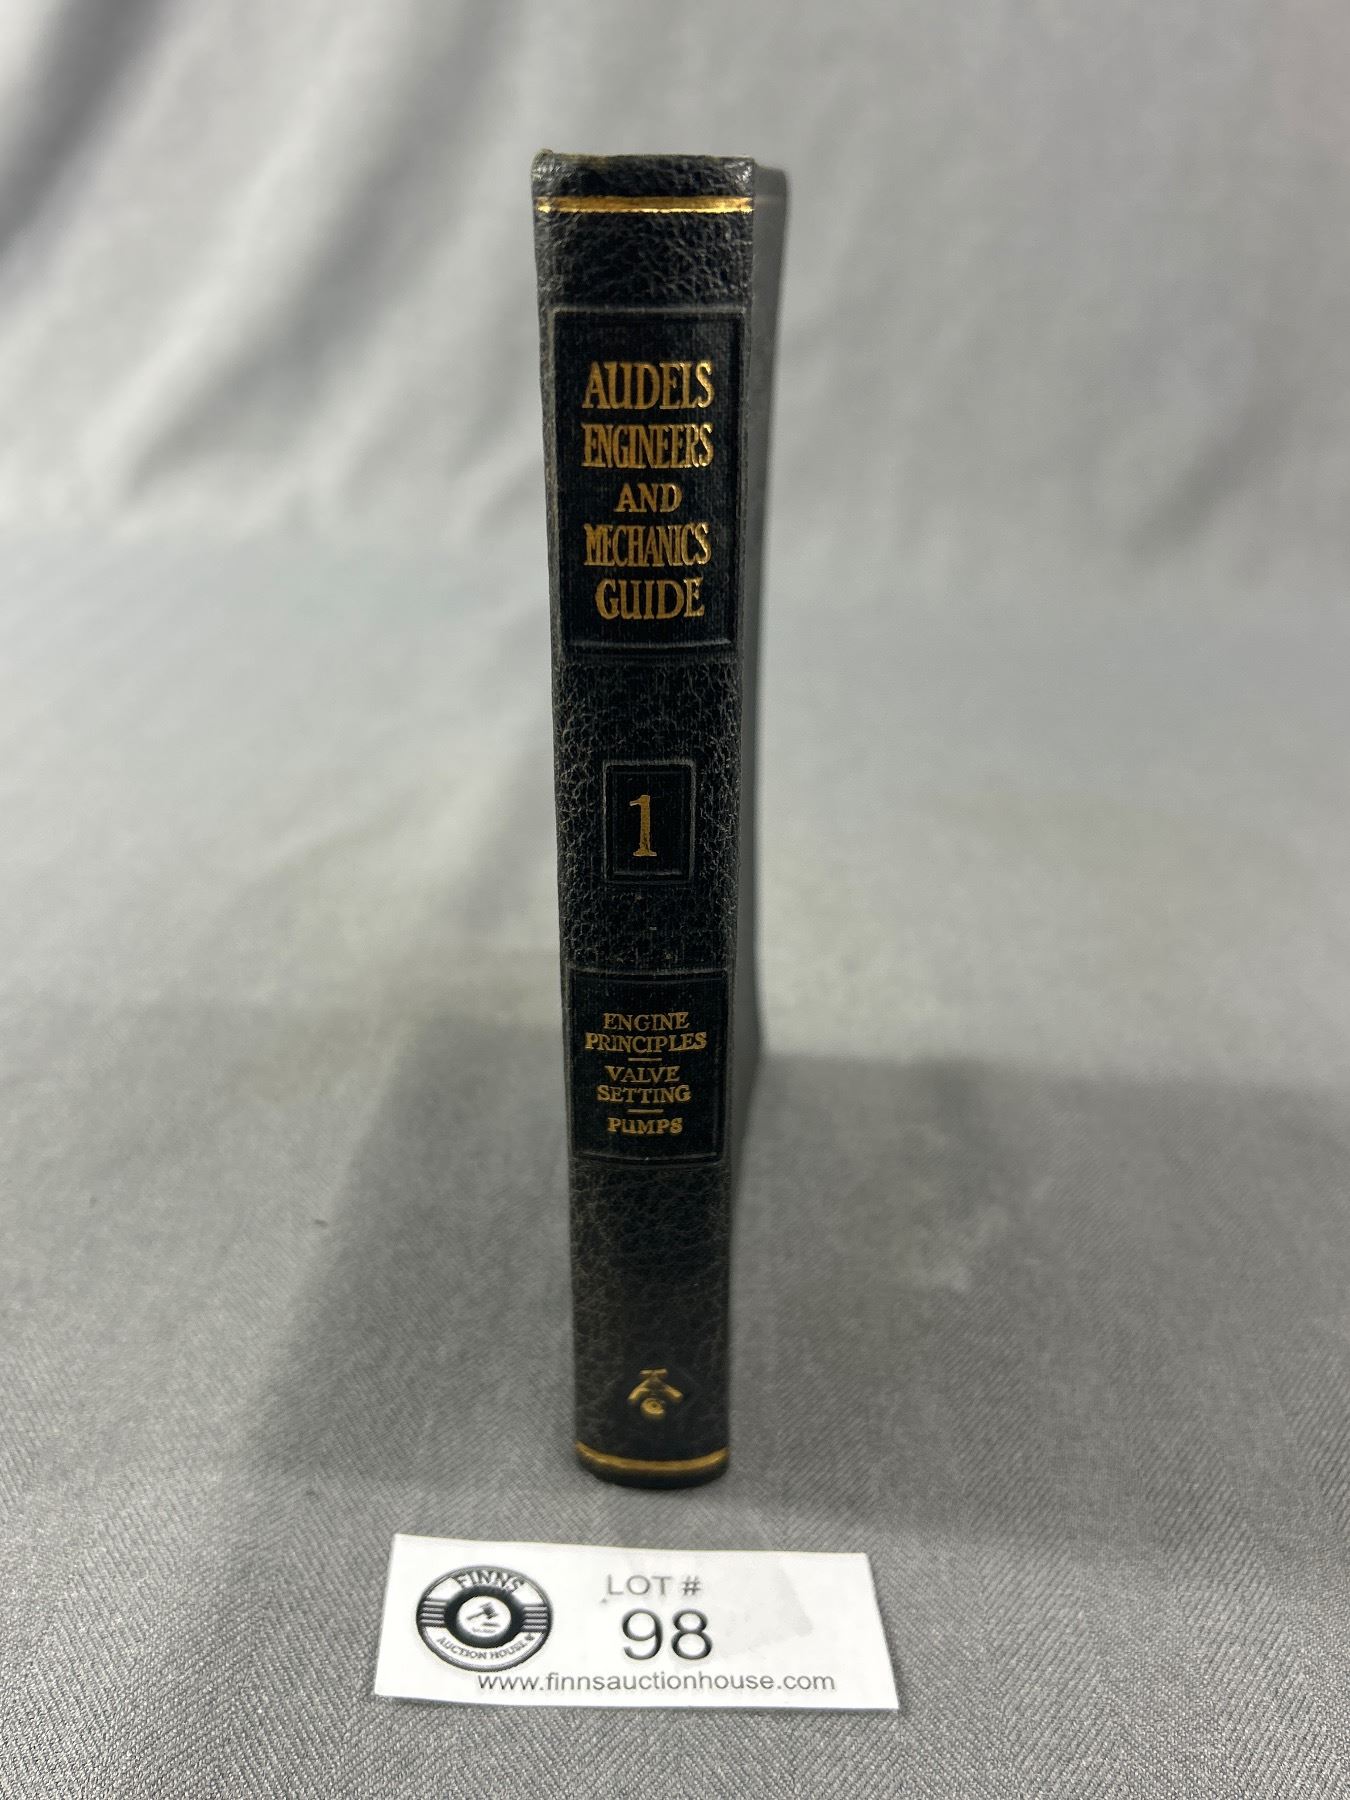 AUDELS
ENGINEERS
AND
MECHANICS
GUIDE
1
ENGINE
PRINCIPLES
VALVE
SETTING
PUMPS
FINNS
AUCTION HOUSE
LOT #
98
www.finnsauctionhouse.com